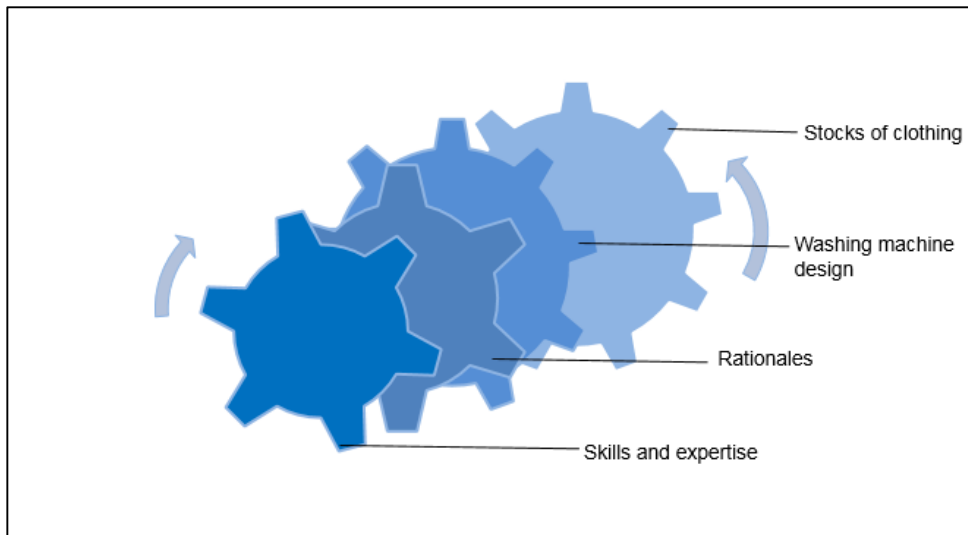 Stocks of clothing
Washing machine
design
Rationales
Skills and expertise